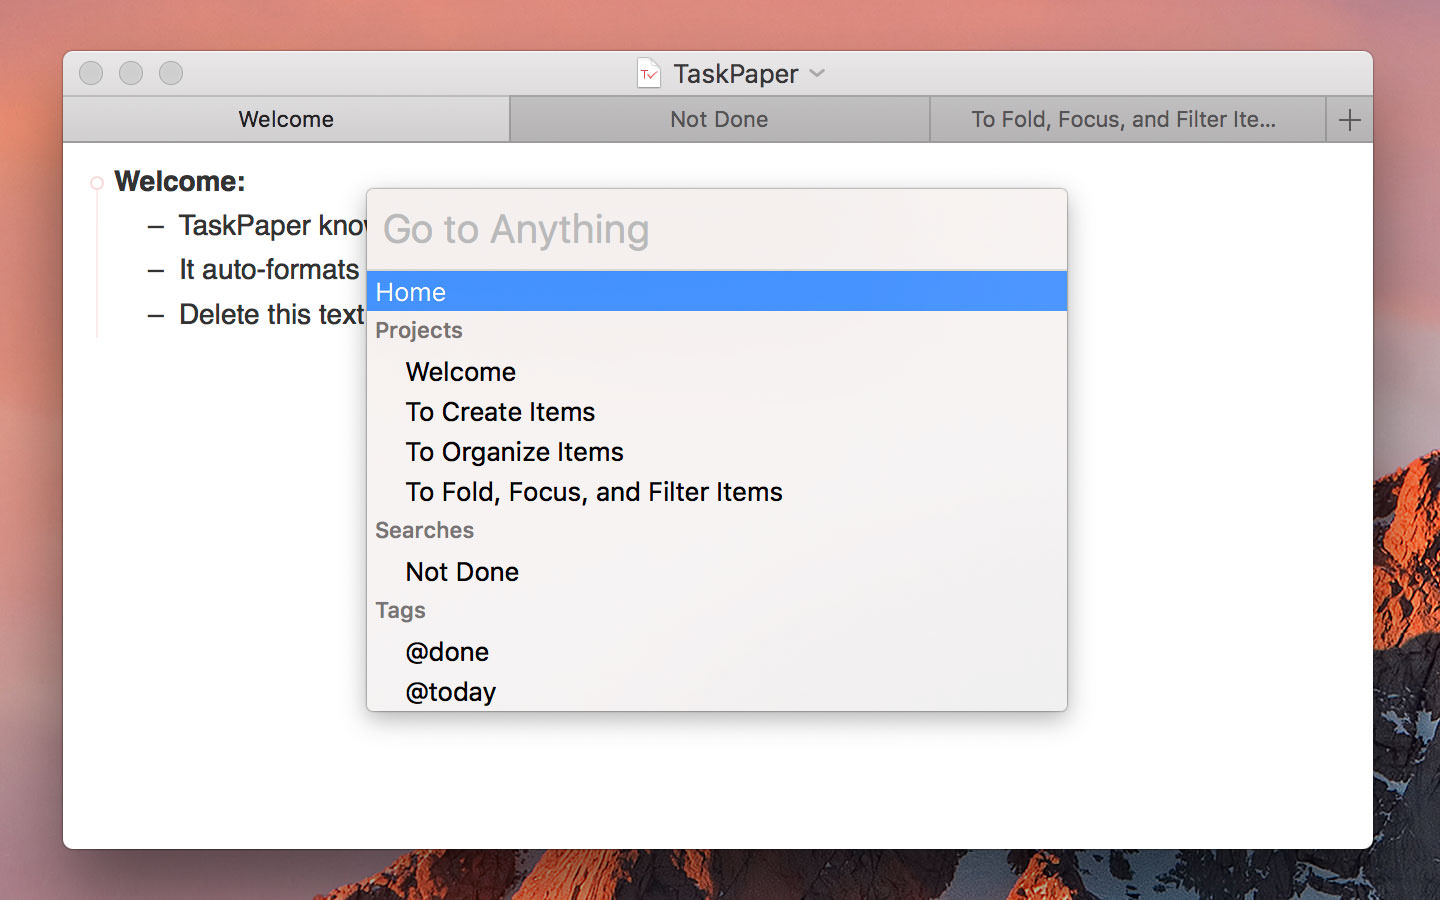 TaskPaper
Welcome
Not Done
To Fold, Focus, and Filter Ite...
Welcome:
– TaskPaper
– It auto-formats
– Delete this text
Go to Anything
Home
Projects
Welcome
To Create Items
To Organize Items
To Fold, Focus, and Filter Items
Searches
Not Done
Tags
@done
@today